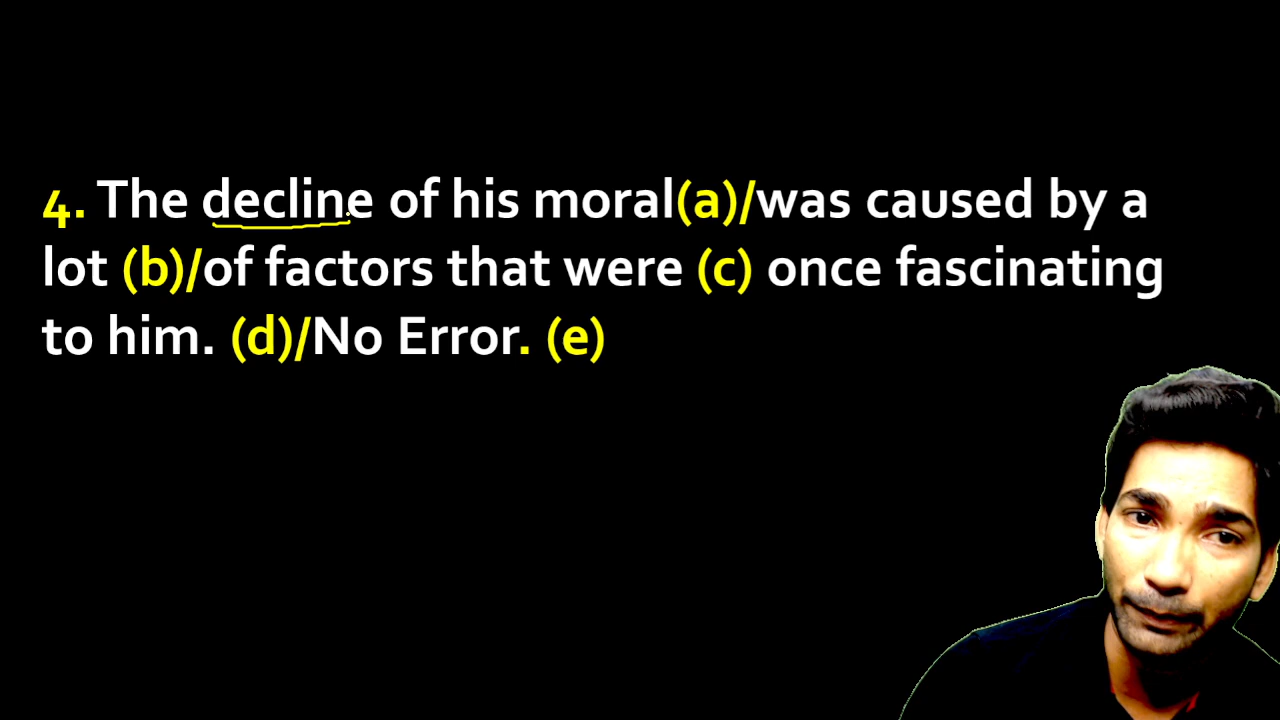 4. The decline of his moral(a)/was caused by a
lot (b)/of factors that were (c) once fascinating
to him. (d)/No Error. (e)